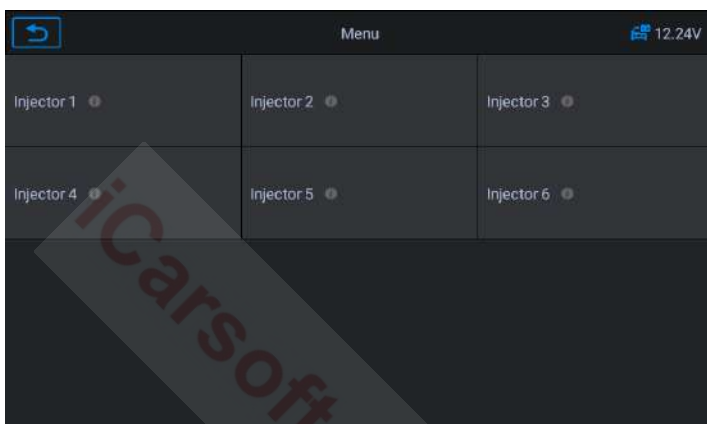 Menu
12.24V
Injector 1
Injector 2
Injector 3
Injector 4
Injector 5
Injector 6
iCarsoft